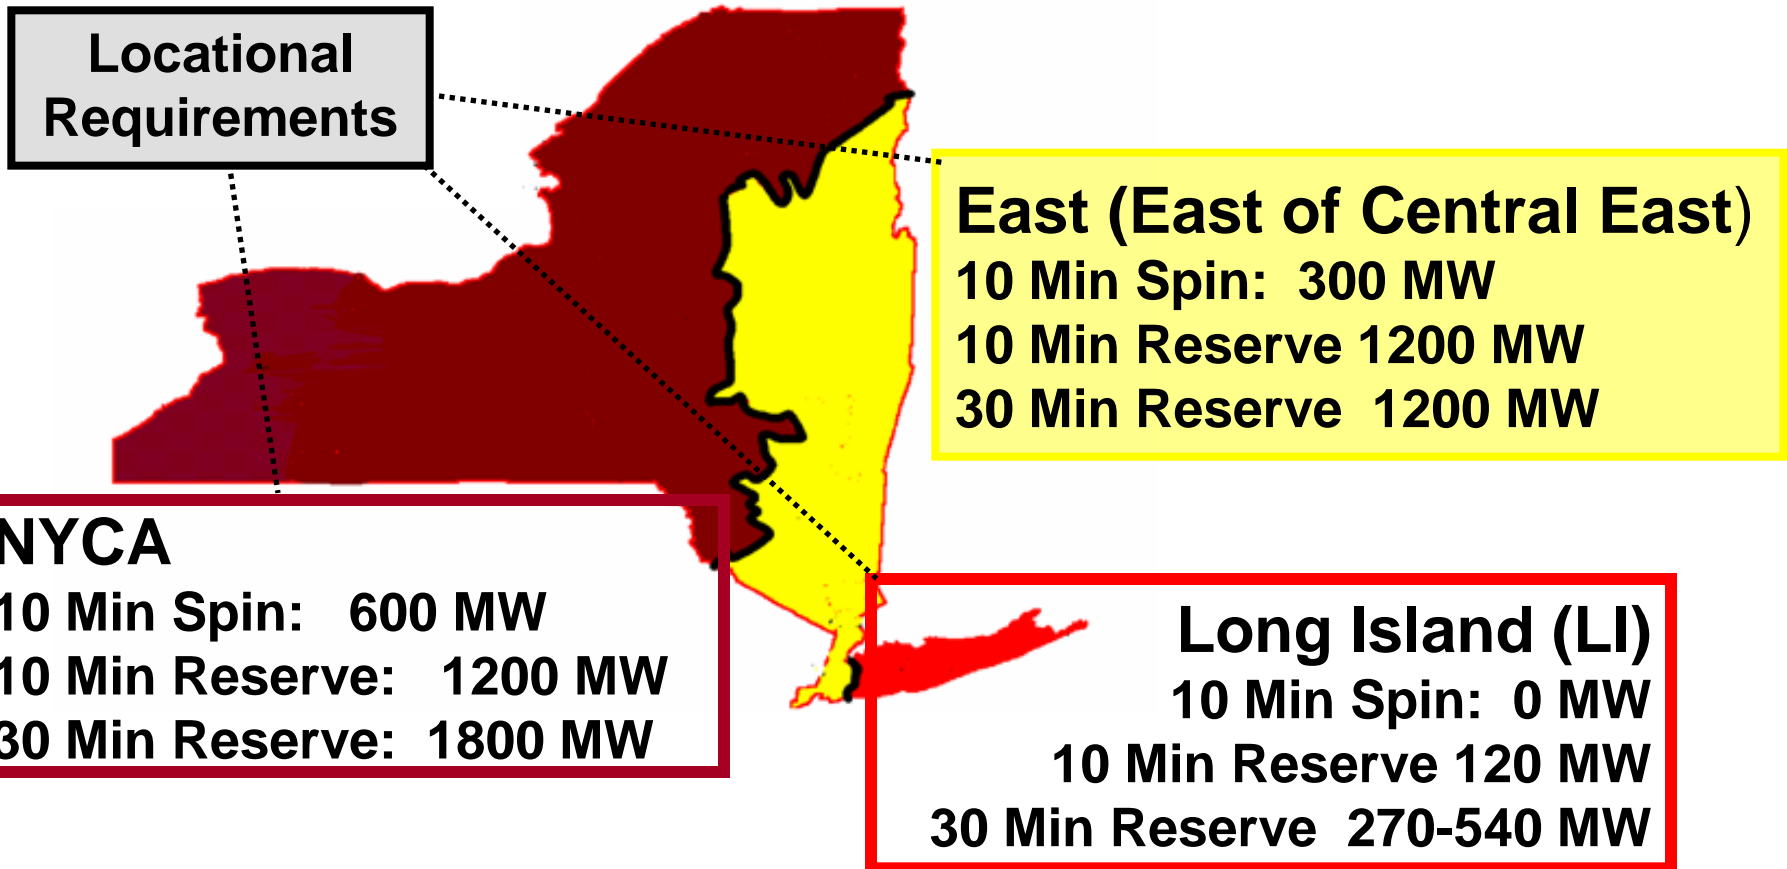 Locational
Requirements
East (East of Central East)
10 Min Spin: 300 MW
10 Min Reserve 1200 MW
30 Min Reserve 1200 MW
NYCA
10 Min Spin: 600 MW
10 Min Reserve: 1200 MW
30 Min Reserve: 1800 MW
Long Island (LI)
10 Min Spin: 0 MW
10 Min Reserve 120 MW
30 Min Reserve 270-540 MW